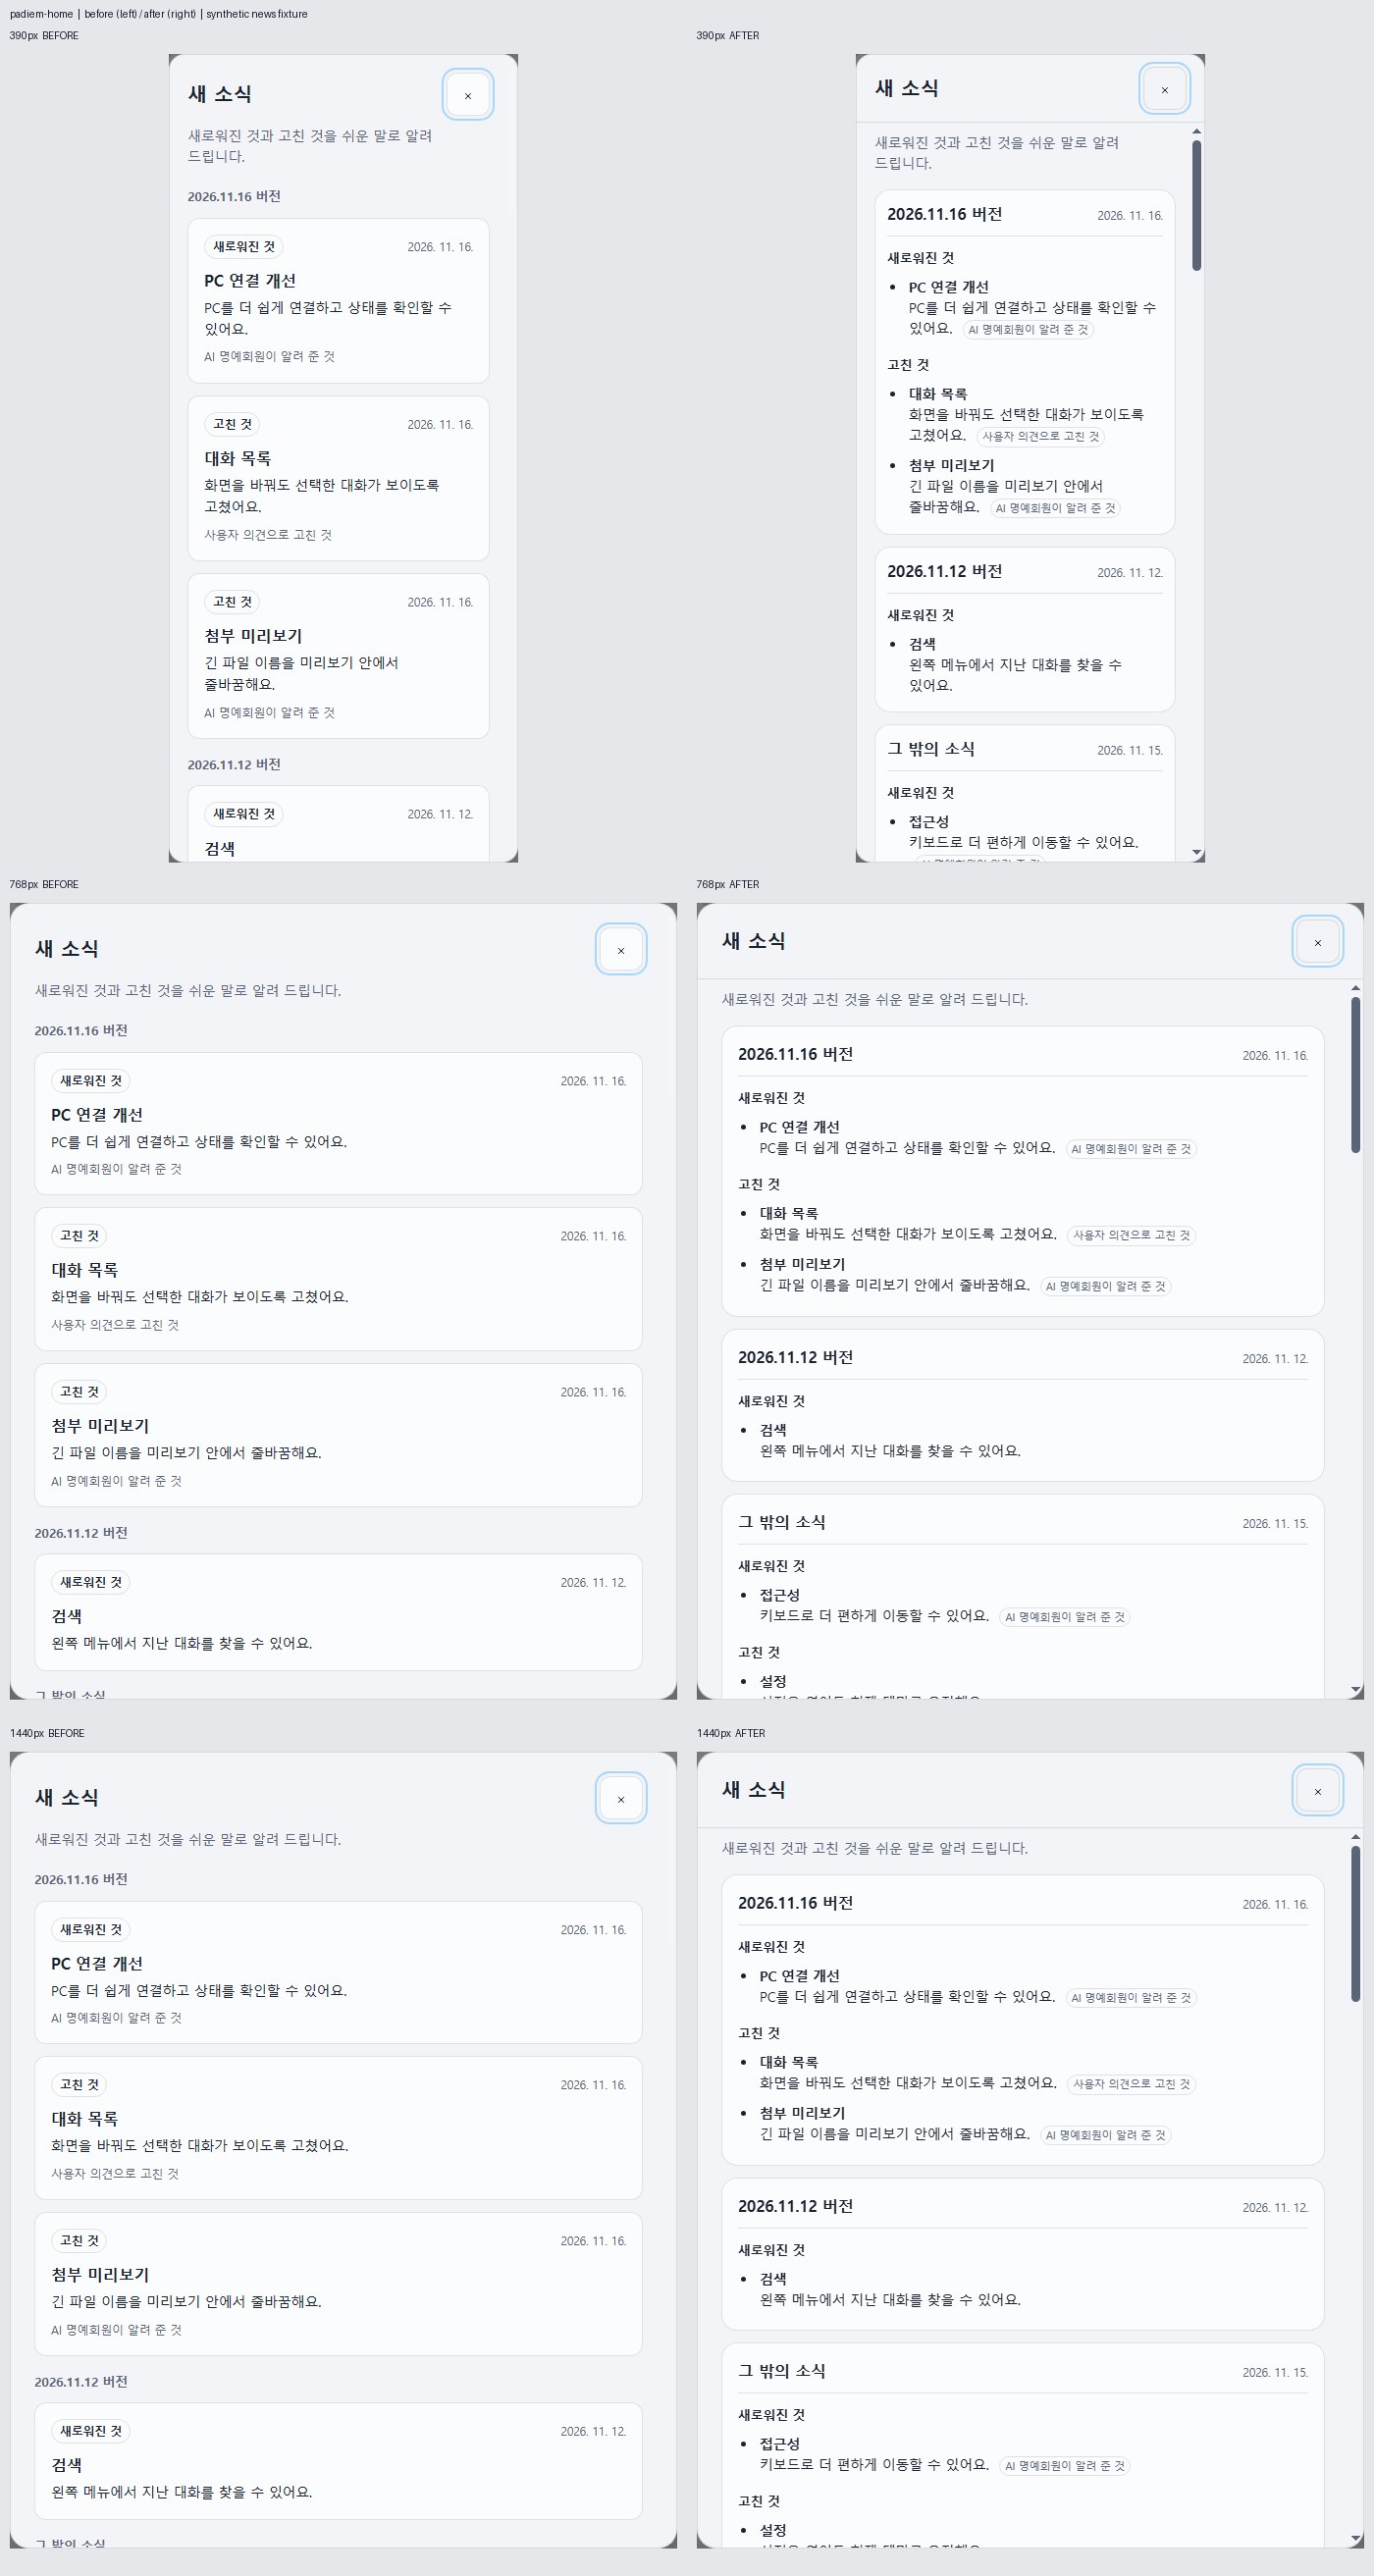 padiem-home | before (left) / after (right) | synthetic news fixture
390px BEFORE
새 소식
×
새로워진 것과 고친 것을 쉬운 말로 알려
드립니다.
2026.11.16 버전
새로워진 것
2026. 11. 16.
PC 연결 개선
PC를 더 쉽게 연결하고 상태를 확인할 수
있어요.
AI 명예회원이 알려 준 것
고친 것
2026. 11. 16.
대화 목록
화면을 바꿔도 선택한 대화가 보이도록
고쳤어요.
사용자 의견으로 고친 것
고친 것
2026. 11. 16.
첨부 미리보기
긴 파일 이름을 미리보기 안에서
줄바꿈해요.
AI 명예회원이 알려 준 것
2026.11.12 버전
새로워진 것
2026. 11. 12.
검색
390px AFTER
새 소식
×
새로워진 것과 고친 것을 쉬운 말로 알려
드립니다.
2026.11.16 버전
2026. 11. 16.
새로워진 것
• PC 연결 개선
PC를 더 쉽게 연결하고 상태를 확인할 수
있어요. AI 명예회원이 알려 준 것
고친 것
• 대화 목록
화면을 바꿔도 선택한 대화가 보이도록
고쳤어요. 사용자 의견으로 고친 것
• 첨부 미리보기
긴 파일 이름을 미리보기 안에서
줄바꿈해요. AI 명예회원이 알려 준 것
2026.11.12 버전
2026. 11. 12.
새로워진 것
• 검색
왼쪽 메뉴에서 지난 대화를 찾을 수
있어요.
그 밖의 소식
2026. 11. 15.
새로워진 것
• 접근성
키보드로 더 편하게 이동할 수 있어요.
768px BEFORE
새 소식
×
새로워진 것과 고친 것을 쉬운 말로 알려 드립니다.
2026.11.16 버전
새로워진 것
2026. 11. 16.
PC 연결 개선
PC를 더 쉽게 연결하고 상태를 확인할 수 있어요.
AI 명예회원이 알려 준 것
고친 것
2026. 11. 16.
대화 목록
화면을 바꿔도 선택한 대화가 보이도록 고쳤어요.
사용자 의견으로 고친 것
고친 것
2026. 11. 16.
첨부 미리보기
긴 파일 이름을 미리보기 안에서 줄바꿈해요.
AI 명예회원이 알려 준 것
2026.11.12 버전
새로워진 것
2026. 11. 12.
검색
왼쪽 메뉴에서 지난 대화를 찾을 수 있어요.
그 밖의 소식
768px AFTER
새 소식
×
새로워진 것과 고친 것을 쉬운 말로 알려 드립니다.
2026.11.16 버전
2026. 11. 16.
새로워진 것
• PC 연결 개선
PC를 더 쉽게 연결하고 상태를 확인할 수 있어요. AI 명예회원이 알려 준 것
고친 것
• 대화 목록
화면을 바꿔도 선택한 대화가 보이도록 고쳤어요. 사용자 의견으로 고친 것
• 첨부 미리보기
긴 파일 이름을 미리보기 안에서 줄바꿈해요. AI 명예회원이 알려 준 것
2026.11.12 버전
2026. 11. 12.
새로워진 것
• 검색
왼쪽 메뉴에서 지난 대화를 찾을 수 있어요.
그 밖의 소식
2026. 11. 15.
새로워진 것
• 접근성
키보드로 더 편하게 이동할 수 있어요. AI 명예회원이 알려 준 것
고친 것
• 설정
1440px BEFORE
새 소식
×
새로워진 것과 고친 것을 쉬운 말로 알려 드립니다.
2026.11.16 버전
새로워진 것
2026. 11. 16.
PC 연결 개선
PC를 더 쉽게 연결하고 상태를 확인할 수 있어요.
AI 명예회원이 알려 준 것
고친 것
2026. 11. 16.
대화 목록
화면을 바꿔도 선택한 대화가 보이도록 고쳤어요.
사용자 의견으로 고친 것
고친 것
2026. 11. 16.
첨부 미리보기
긴 파일 이름을 미리보기 안에서 줄바꿈해요.
AI 명예회원이 알려 준 것
2026.11.12 버전
새로워진 것
2026. 11. 12.
검색
왼쪽 메뉴에서 지난 대화를 찾을 수 있어요.
그 밖의 소식
1440px AFTER
새 소식
×
새로워진 것과 고친 것을 쉬운 말로 알려 드립니다.
2026.11.16 버전
2026. 11. 16.
새로워진 것
• PC 연결 개선
PC를 더 쉽게 연결하고 상태를 확인할 수 있어요. AI 명예회원이 알려 준 것
고친 것
• 대화 목록
화면을 바꿔도 선택한 대화가 보이도록 고쳤어요. 사용자 의견으로 고친 것
• 첨부 미리보기
긴 파일 이름을 미리보기 안에서 줄바꿈해요. AI 명예회원이 알려 준 것
2026.11.12 버전
2026. 11. 12.
새로워진 것
• 검색
왼쪽 메뉴에서 지난 대화를 찾을 수 있어요.
그 밖의 소식
2026. 11. 15.
새로워진 것
• 접근성
키보드로 더 편하게 이동할 수 있어요. AI 명예회원이 알려 준 것
고친 것
• 설정